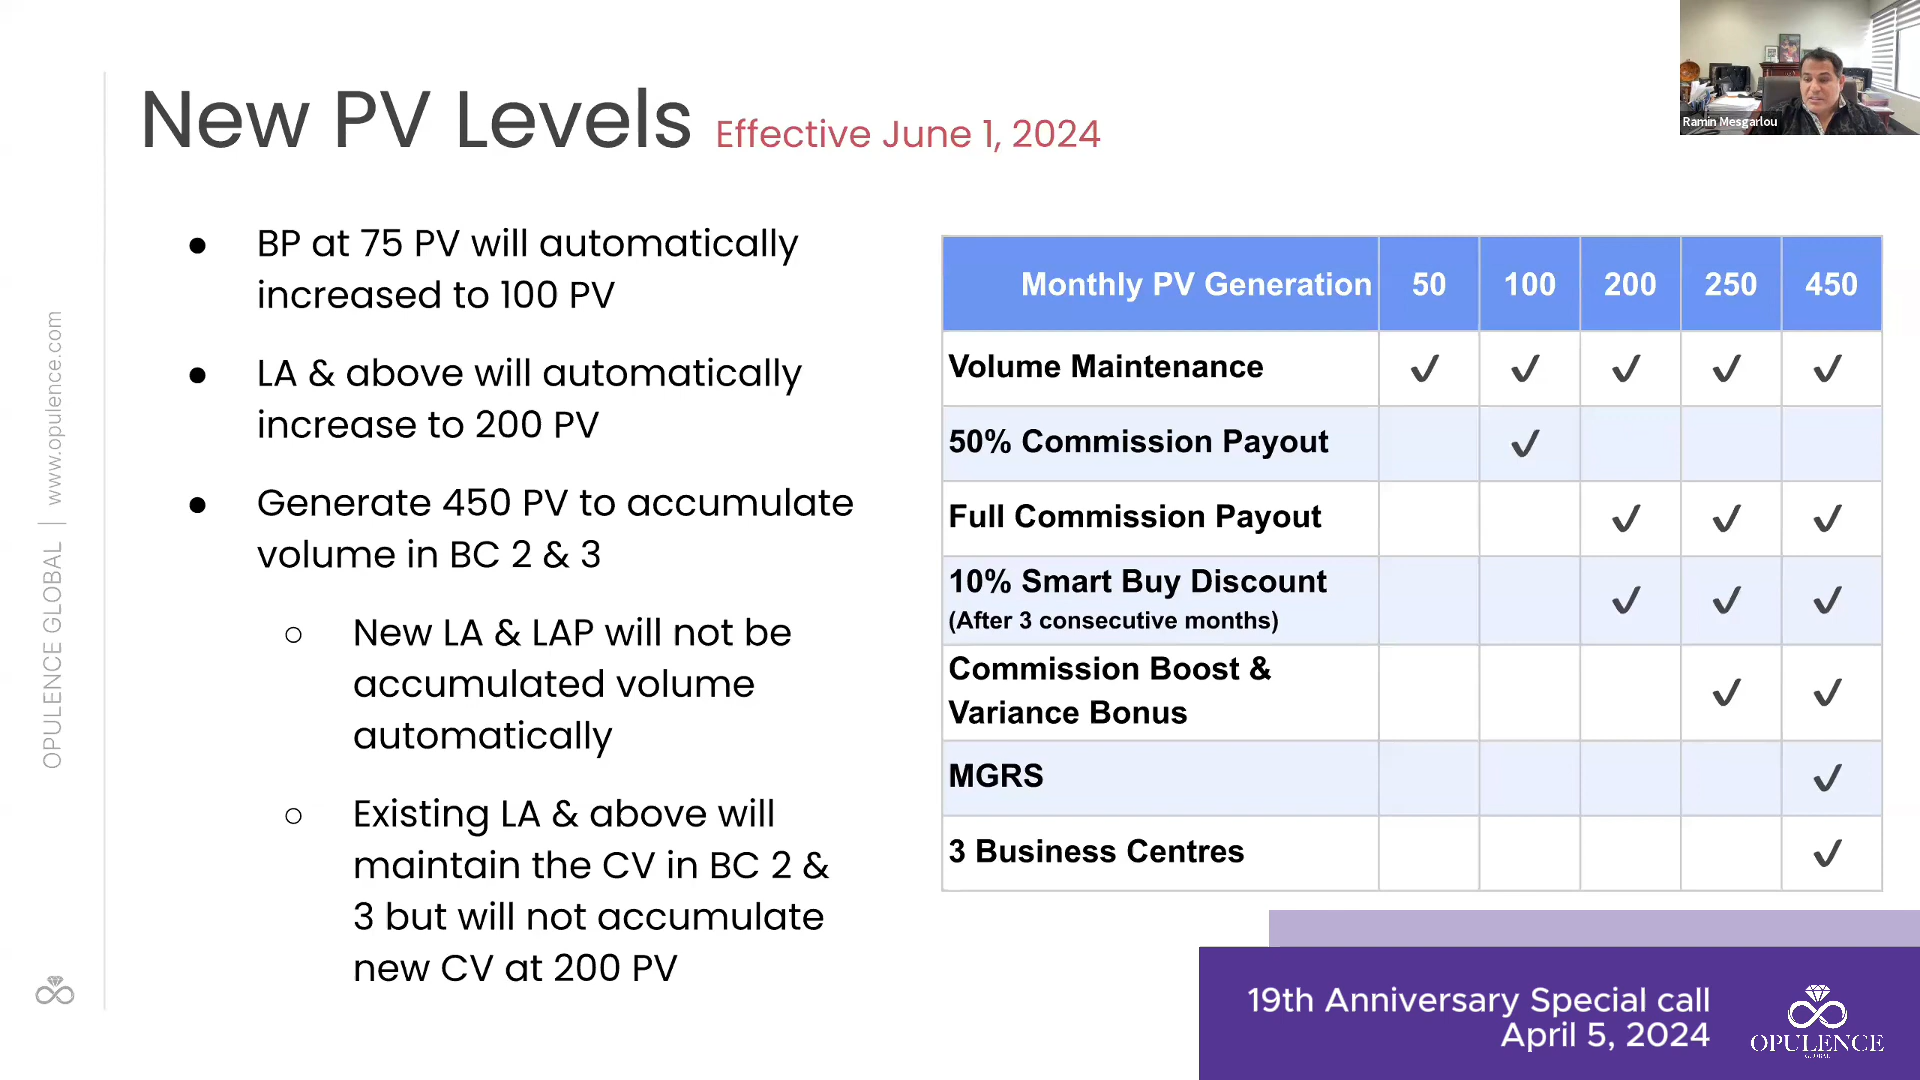 New PV Levels Effective June 1, 2024
Ramin Mesgarlou
OPULENCE GLOBAL | www.opulence.com
● BP at 75 PV will automatically
increased to 100 PV
● LA & above will automatically
increase to 200 PV
● Generate 450 PV to accumulate
volume in BC 2 & 3
○ New LA & LAP will not be
accumulated volume
automatically
○ Existing LA & above will
maintain the CV in BC 2 &
3 but will not accumulate
new CV at 200 PV
Monthly PV Generation 50 100 200 250 450
Volume Maintenance ✓ ✓ ✓ ✓ ✓
50% Commission Payout ✓
Full Commission Payout ✓ ✓ ✓
10% Smart Buy Discount ✓ ✓ ✓
(After 3 consecutive months)
Commission Boost & ✓ ✓
Variance Bonus
MGRS ✓
3 Business Centres ✓
19th Anniversary Special call
April 5, 2024
OPULENCE
GLOBAL